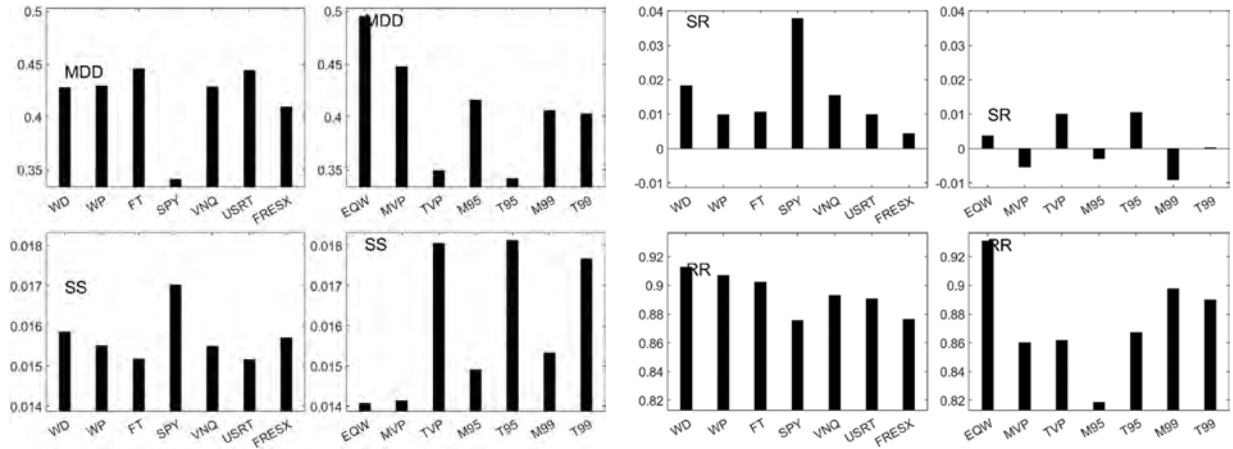 0.5
0.45
0.4
0.35
MDD
WD WP FT SPY VNQ USRT FRESX
0.5
0.45
0.4
0.35
MDD
EQW MVP TVP M95 T95 M99 T99
0.04
0.03
0.02
0.01
0
-0.01
SR
WD WP FT SPY VNQ USRT FRESX
0.04
0.03
0.02
0.01
0
-0.01
SR
EQW MVP TVP M95 T95 M99 T99
0.018
0.017
0.016
0.015
0.014
SS
WD WP FT SPY VNQ USRT FRESX
0.018
0.017
0.016
0.015
0.014
SS
EQW MVP TVP M95 T95 M99 T99
0.92
0.9
0.88
0.86
0.84
0.82
RR
WD WP FT SPY VNQ USRT FRESX
0.92
0.9
0.88
0.86
0.84
0.82
RR
EQW MVP TVP M95 T95 M99 T99